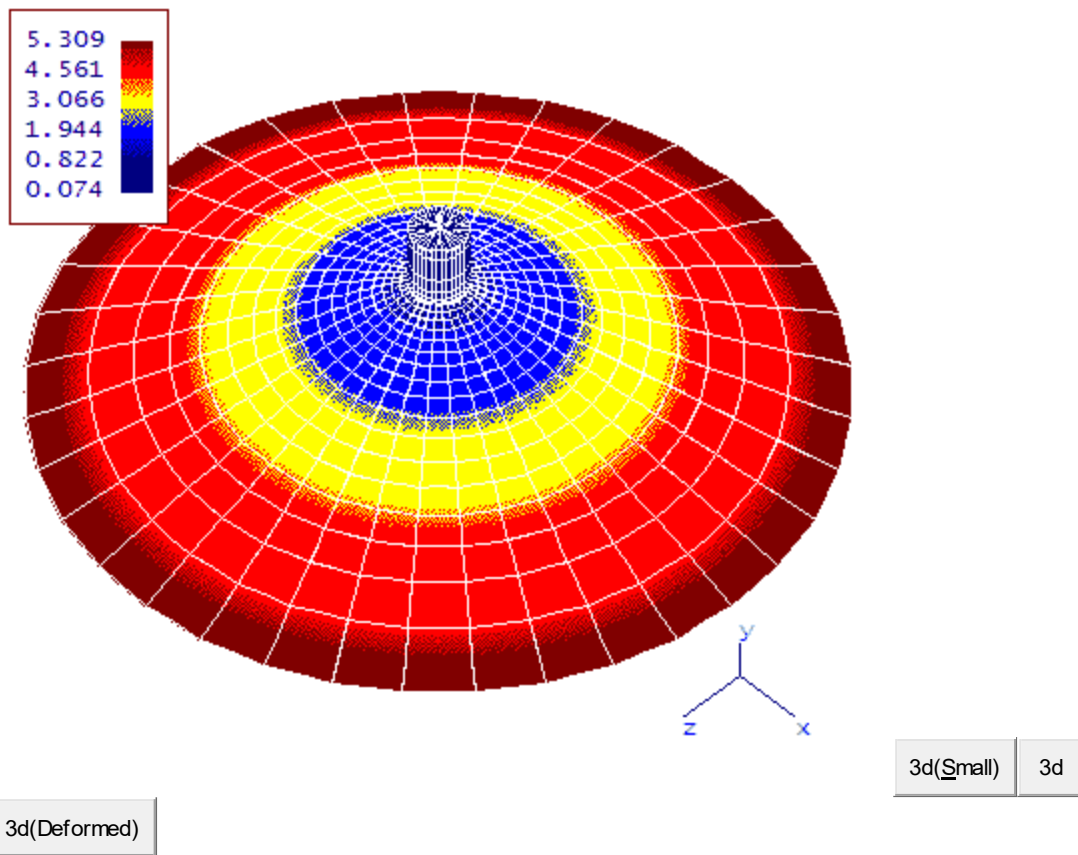 5.309
4.561
3.066
1.944
0.822
0.074
y
z
x
3d(Small)
3d
3d(Deformed)